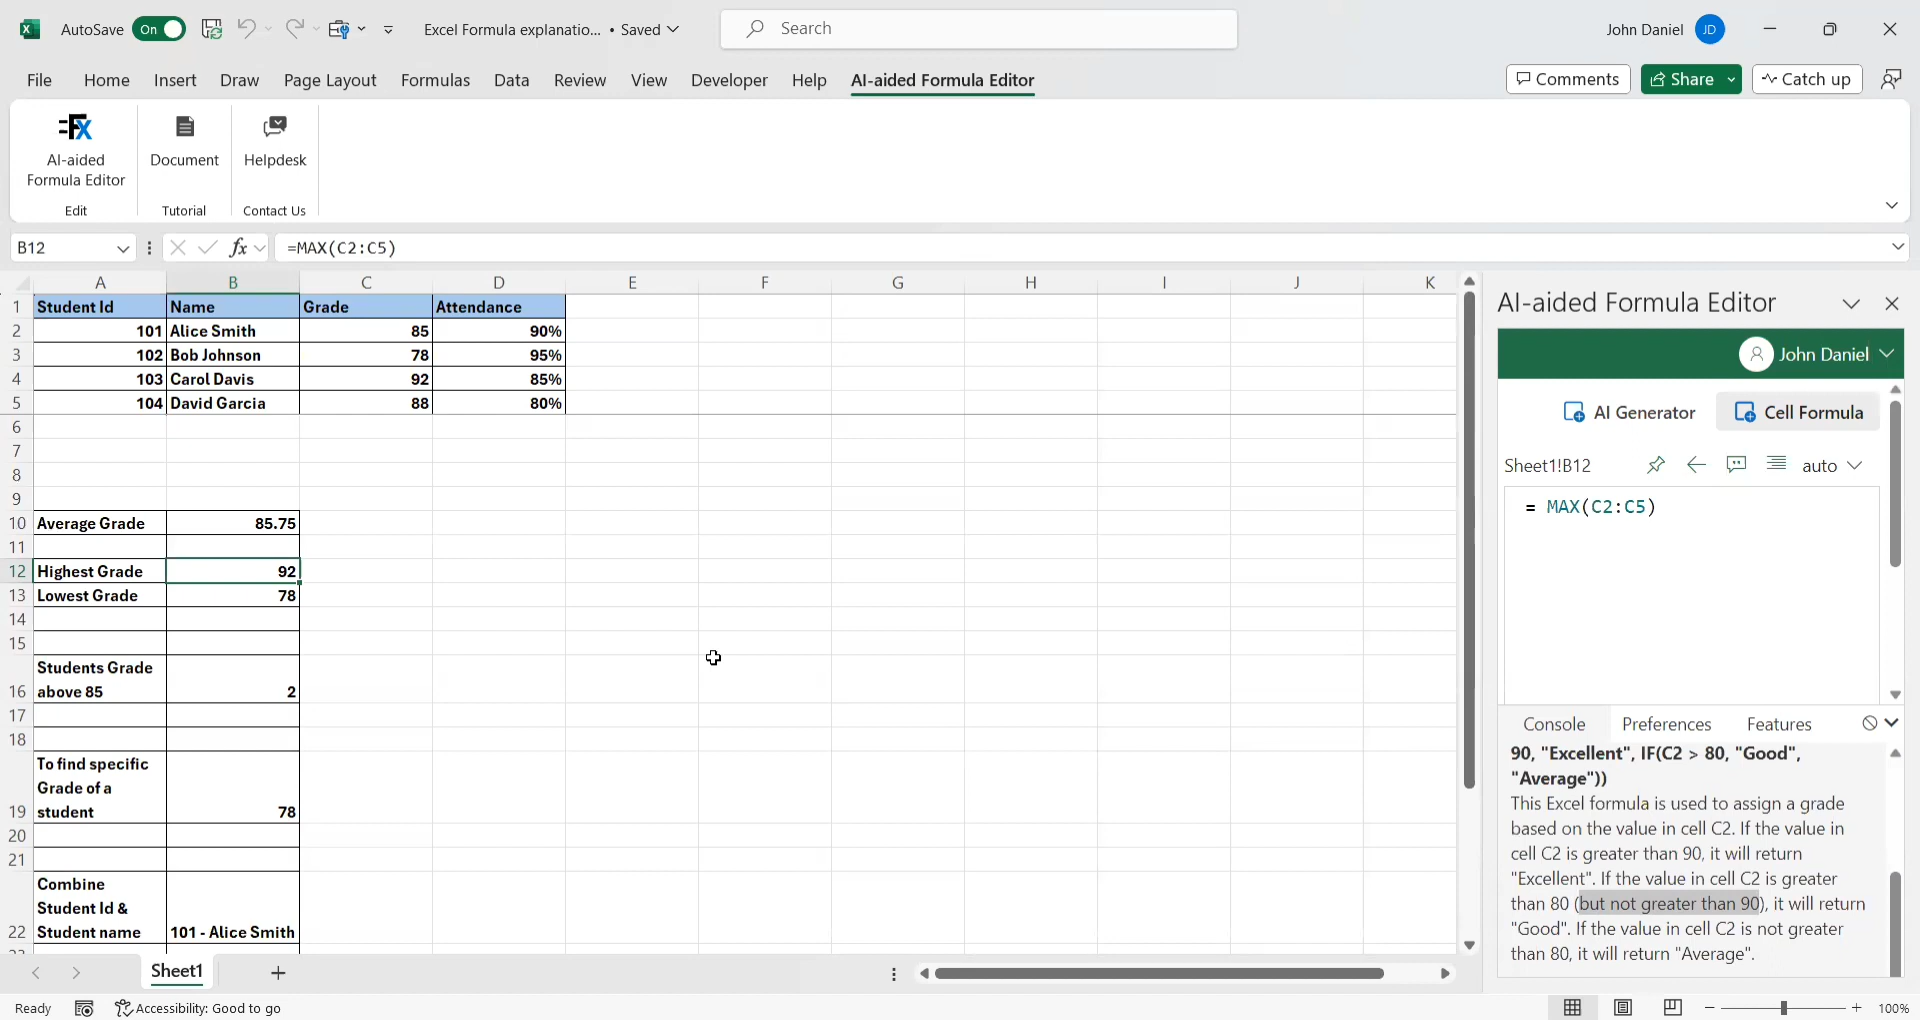 AutoSave On Excel Formula explanatio... • Saved Search John Daniel JD
File Home Insert Draw Page Layout Formulas Data Review View Developer Help AI-aided Formula Editor Comments Share Catch up
AI-aided
Formula Editor
Edit
Document
Tutorial
Helpdesk
Contact Us
B12 fx =MAX(C2:C5)
A B C D E F G H I J K
1 Student Id Name Grade Attendance
2 101 Alice Smith 85 90%
3 102 Bob Johnson 78 95%
4 103 Carol Davis 92 85%
5 104 David Garcia 88 80%
6
7
8
9
10 Average Grade 85.75
11
12 Highest Grade 92
13 Lowest Grade 78
14
15
Students Grade
16 above 85 2
17
18
To find specific
Grade of a
19 student 78
20
21
Combine
Student Id &
22 Student name 101 - Alice Smith
Sheet1
Ready Accessibility: Good to go 100%
AI-aided Formula Editor
John Daniel
AI Generator Cell Formula
Sheet1!B12 auto
= MAX(C2:C5)
Console Preferences Features
90, "Excellent", IF(C2 > 80, "Good",
"Average"))
This Excel formula is used to assign a grade
based on the value in cell C2. If the value in
cell C2 is greater than 90, it will return
"Excellent". If the value in cell C2 is greater
than 80 (but not greater than 90), it will return
"Good". If the value in cell C2 is not greater
than 80, it will return "Average".